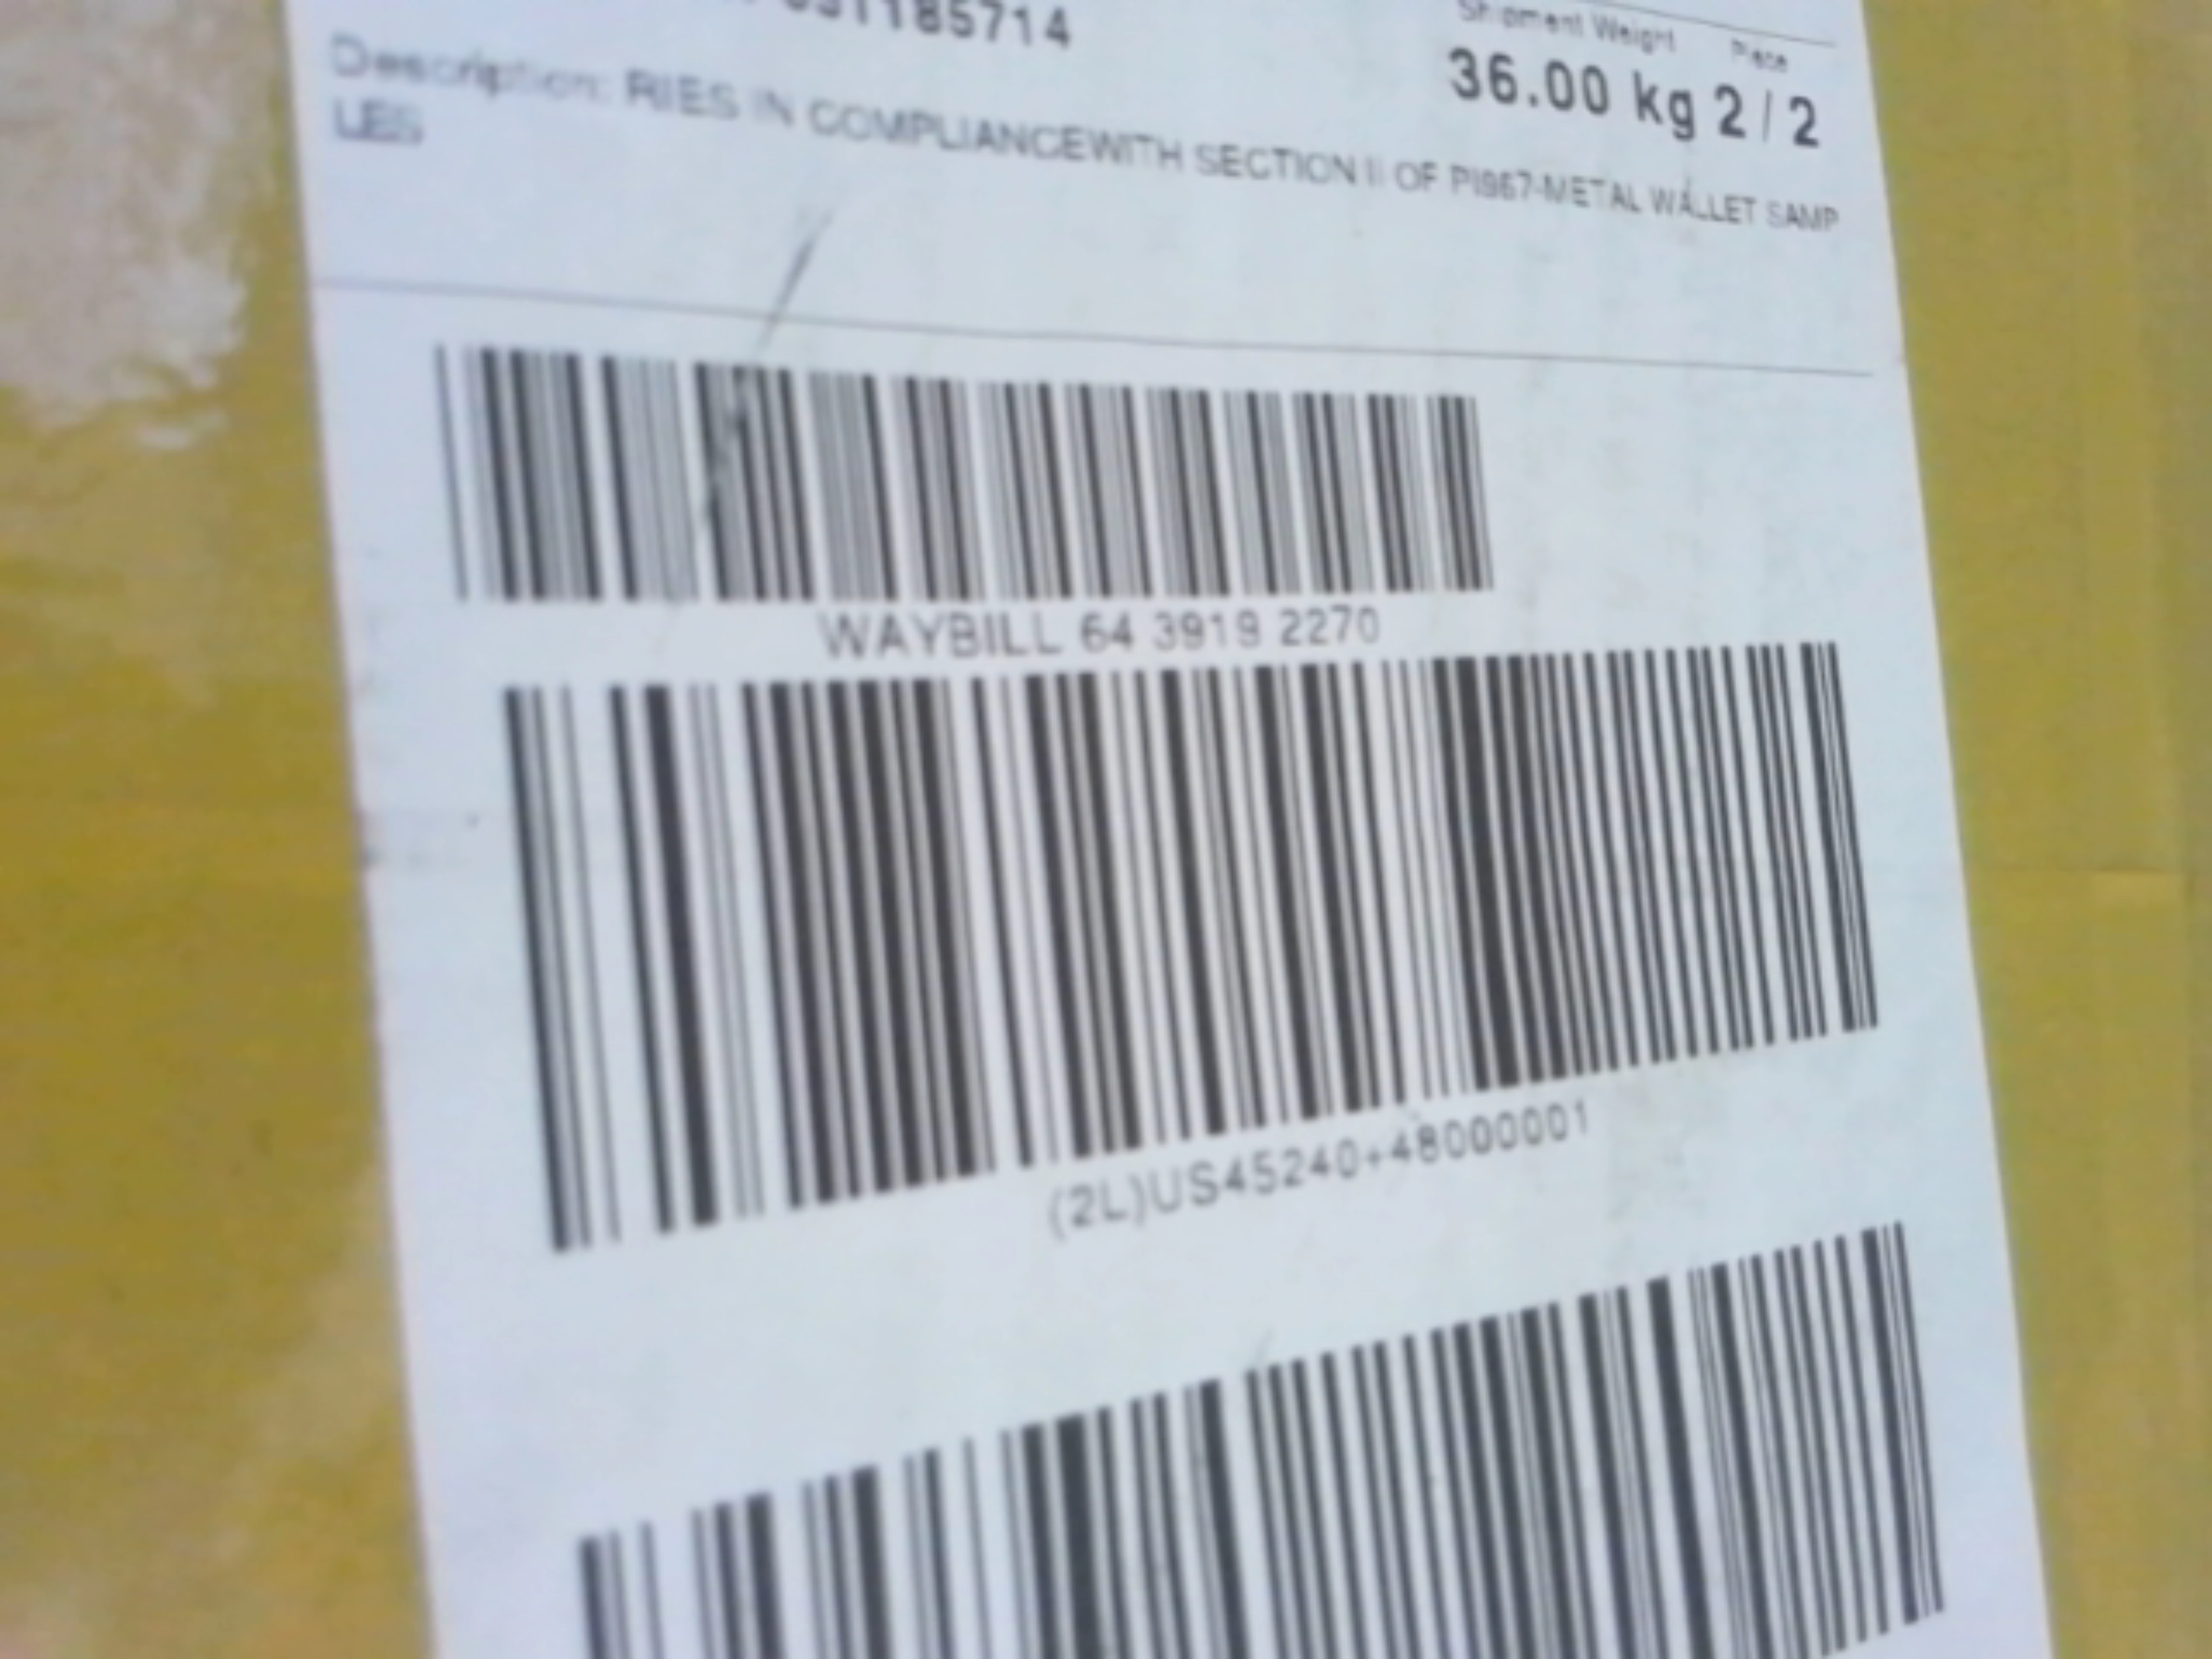 31185714
Shipment Weight Piece
36.00 kg 2 / 2
Description: RIES IN COMPLIANCEWITH SECTION II OF PI967-METAL WALLET SAMP
LES
WAYBILL 64 3919 2270
(2L)US45240+48000001